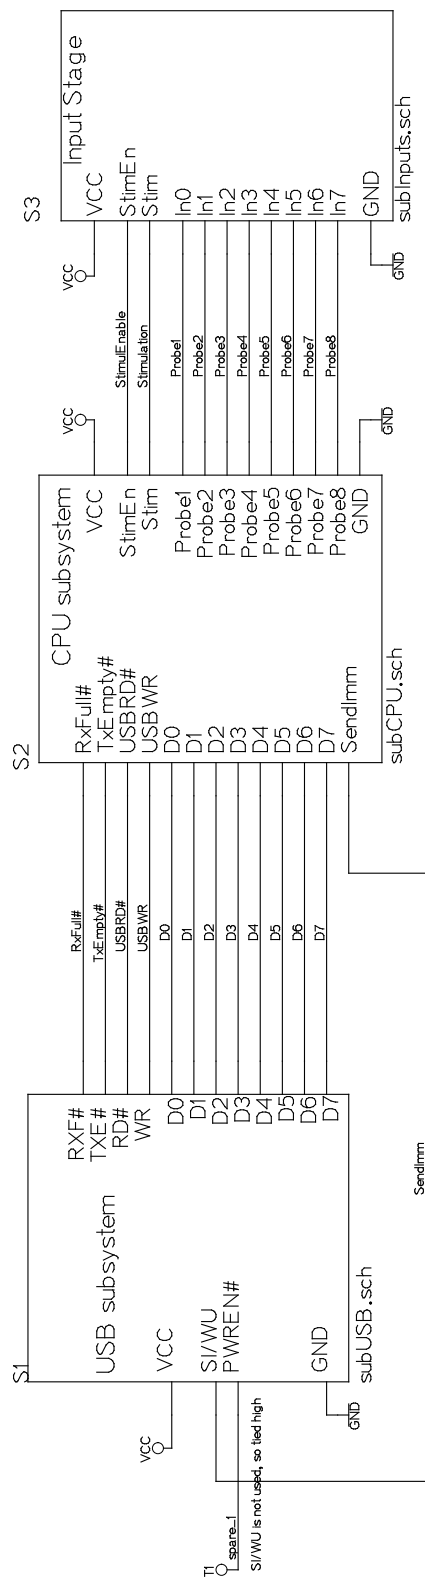 S1
USB subsystem
RXF#
TXE#
RD#
WR
D0
D1
D2
D3
D4
D5
D6
D7
VCC
SI/WU
PWREN#
GND
subUSB.sch
VCC
GND
T1
spare_1
SI/WU is not used, so tied high
RxFull#
TxEmpty#
USBRD#
USBWR
D0
D1
D2
D3
D4
D5
D6
D7
SendImm
S2
CPU subsystem
RxFull#
TxEmpty#
USBRD#
USBWR
D0
D1
D2
D3
D4
D5
D6
D7
SendImm
VCC
StimEn
Stim
Probe1
Probe2
Probe3
Probe4
Probe5
Probe6
Probe7
Probe8
GND
subCPU.sch
VCC
GND
StimulEnable
Stimulation
Probe1
Probe2
Probe3
Probe4
Probe5
Probe6
Probe7
Probe8
VCC
GND
S3
Input Stage
VCC
StimEn
Stim
In0
In1
In2
In3
In4
In5
In6
In7
GND
subInputs.sch